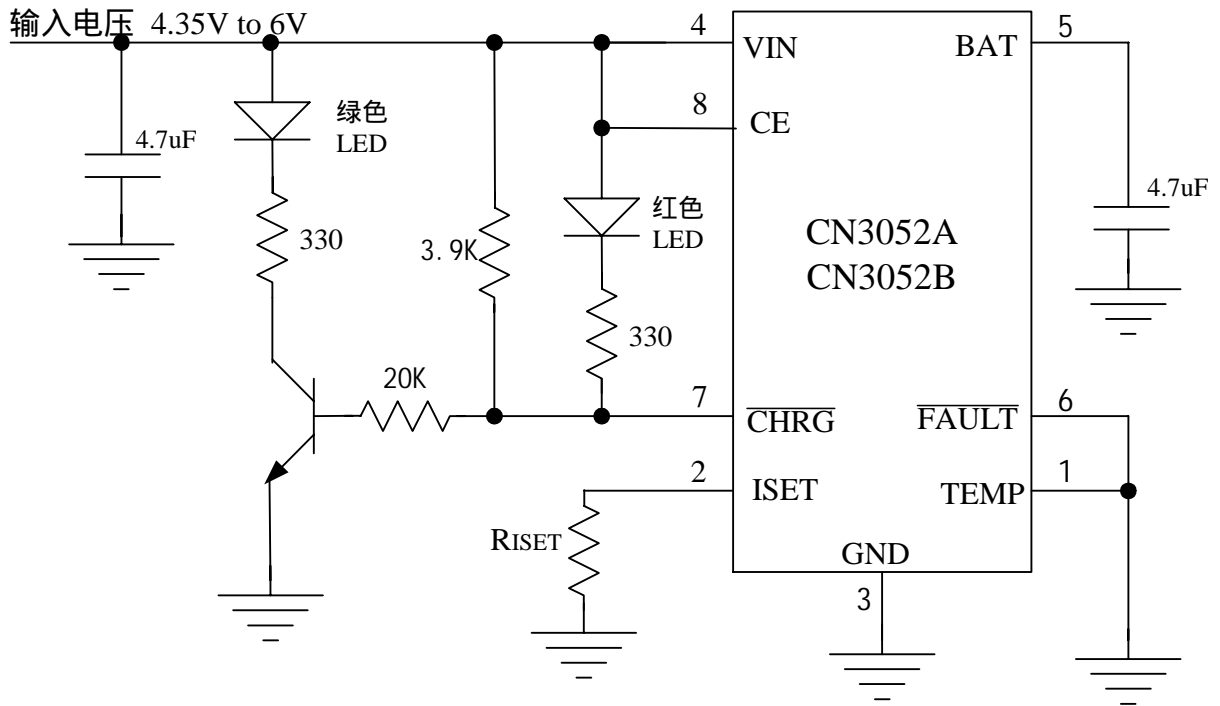 输入电压 4.35V to 6V
4
VIN
BAT
5
8
CE
绿色
LED
4.7uF
红色
LED
4.7uF
330
3.9K
CN3052A
CN3052B
330
20K
7
CHRG
FAULT
6
2
ISET
TEMP
1
RISET
GND
3